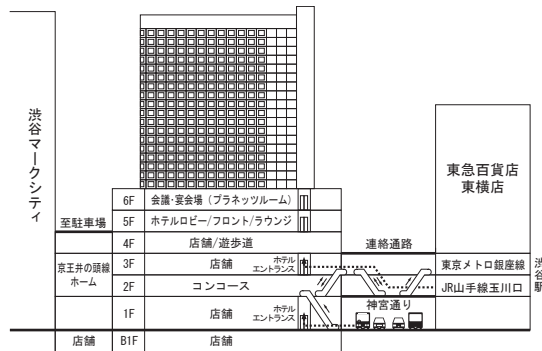 渋谷マークシティ
東急百貨店
東横店
6F 会議・宴会場（プラネッツルーム）
至駐車場 5F ホテルロビー/フロント/ラウンジ
4F 店舗/遊歩道
連絡通路
京王井の頭線
ホーム
3F 店舗
ホテル
エントランス
東京メトロ銀座線
2F コンコース
JR山手線玉川口
渋谷駅
1F 店舗
ホテル
エントランス
神宮通り
店舗 B1F 店舗